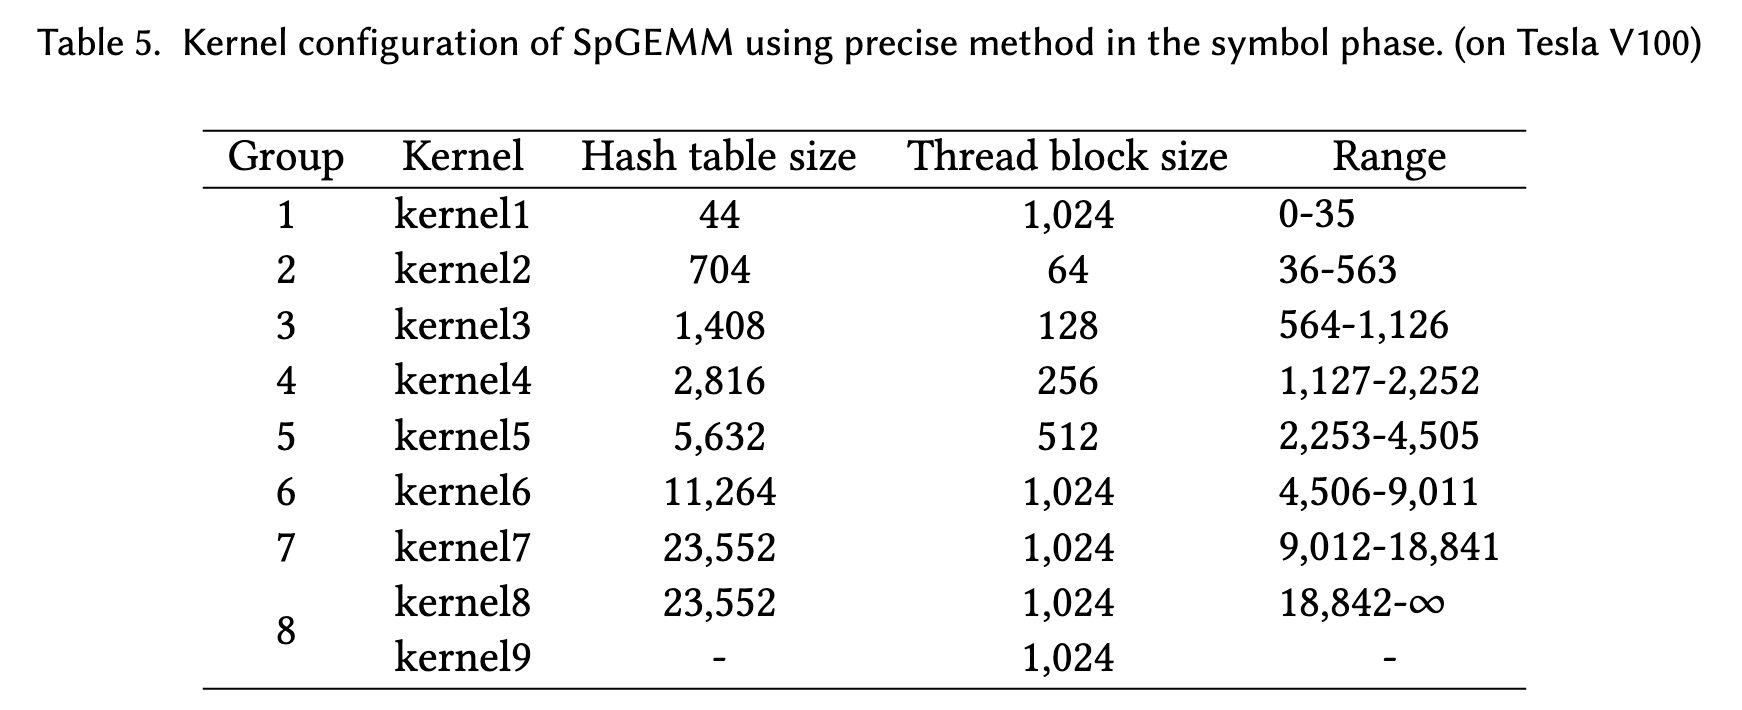 Table 5. Kernel configuration of SpGEMM using precise method in the symbol phase. (on Tesla V100)
Group Kernel Hash table size Thread block size Range
1 kernel1 44 1,024 0-35
2 kernel2 704 64 36-563
3 kernel3 1,408 128 564-1,126
4 kernel4 2,816 256 1,127-2,252
5 kernel5 5,632 512 2,253-4,505
6 kernel6 11,264 1,024 4,506-9,011
7 kernel7 23,552 1,024 9,012-18,841
8 kernel8 23,552 1,024 18,842-∞
kernel9 - 1,024 -